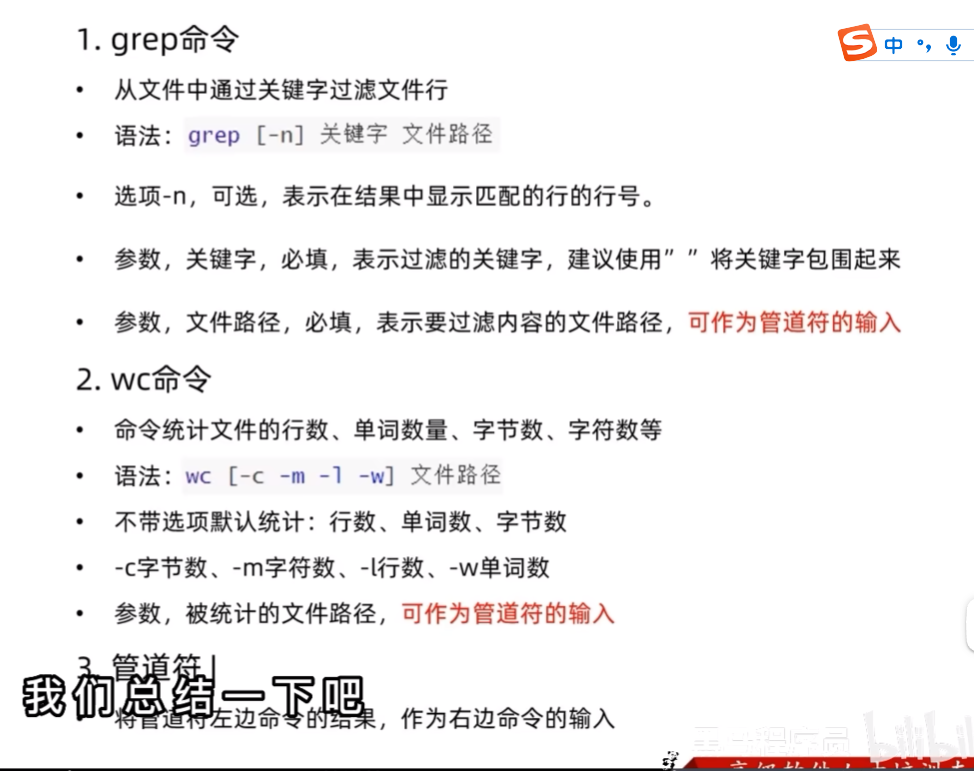 1. grep命令
中
• 从文件中通过关键字过滤文件行
• 语法：grep [-n] 关键字 文件路径
• 选项-n，可选，表示在结果中显示匹配的行的行号。
• 参数，关键字，必填，表示过滤的关键字，建议使用” ”将关键字包围起来
• 参数，文件路径，必填，表示要过滤内容的文件路径，可作为管道符的输入
2. wc命令
• 命令统计文件的行数、单词数量、字节数、字符数等
• 语法：wc [-c -m -l -w] 文件路径
• 不带选项默认统计：行数、单词数、字节数
• -c字节数、-m字符数、-l行数、-w单词数
• 参数，被统计的文件路径，可作为管道符的输入
3. 管道符|
我们总结一下吧
• 将管道符左边命令的结果，作为右边命令的输入
黑马程序员 bilibili